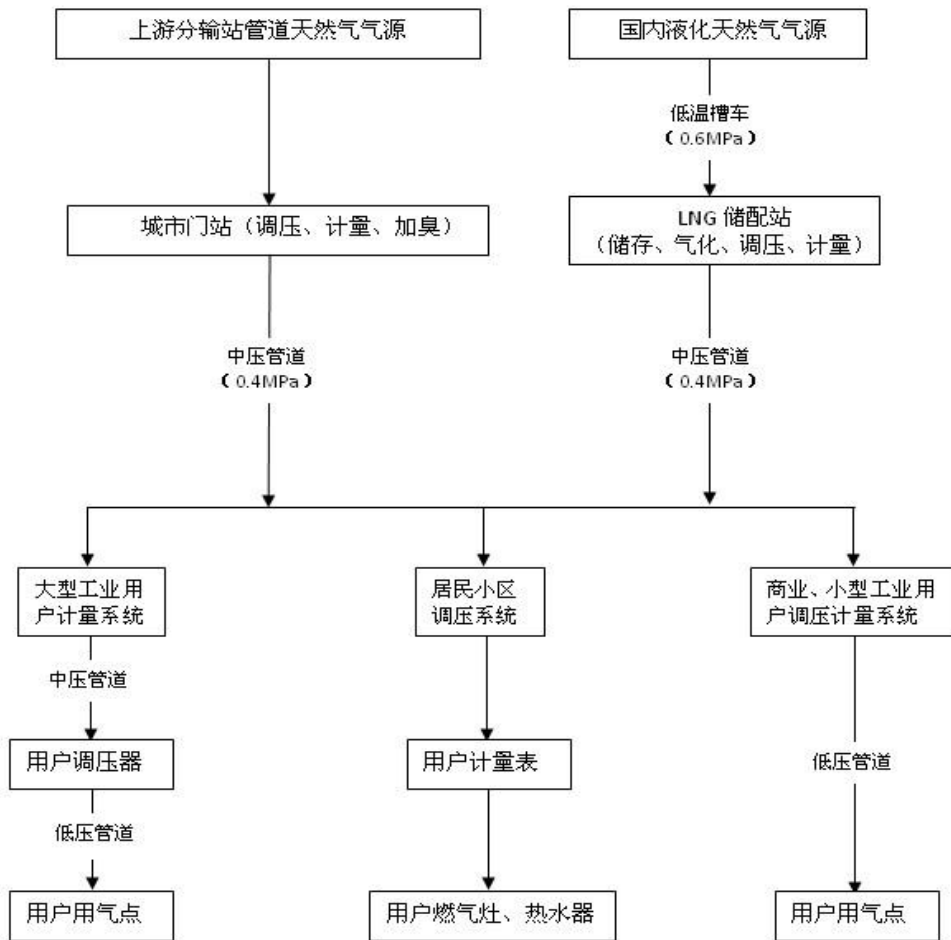 上游分输站管道天然气气源
国内液化天然气气源
低温槽车
（0.6MPa）
城市门站（调压、计量、加臭）
LNG 储配站
（储存、气化、调压、计量）
中压管道
（0.4MPa）
中压管道
（0.4MPa）
大型工业用
户计量系统
居民小区
调压系统
商业、小型工业用
户调压计量系统
中压管道
用户调压器
用户计量表
低压管道
低压管道
用户用气点
用户燃气灶、热水器
用户用气点